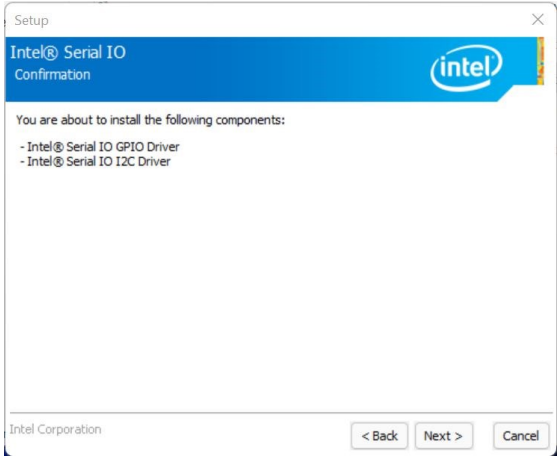 Setup
Intel® Serial IO
Confirmation
intel
You are about to install the following components:
- Intel® Serial IO GPIO Driver
- Intel® Serial IO I2C Driver
Intel Corporation
< Back
Next >
Cancel